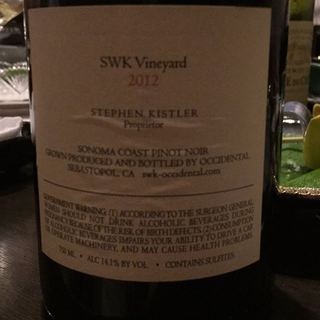 SWK Vineyard
2012
STEPHEN KISTLER
Proprietor
SONOMA COAST PINOT NOIR
GROWN PRODUCED AND BOTTLED BY OCCIDENTAL
SEBASTOPOL, CA swk-occidental.com
GOVERNMENT WARNING: (1) ACCORDING TO THE SURGEON GENERAL,
WOMEN SHOULD NOT DRINK ALCOHOLIC BEVERAGES DURING
PREGNANCY BECAUSE OF THE RISK OF BIRTH DEFECTS. (2) CONSUMPTION
OF ALCOHOLIC BEVERAGES IMPAIRS YOUR ABILITY TO DRIVE A CAR
OR OPERATE MACHINERY, AND MAY CAUSE HEALTH PROBLEMS.
750 ML • ALC 14.1% BY VOL. • CONTAINS SULFITES